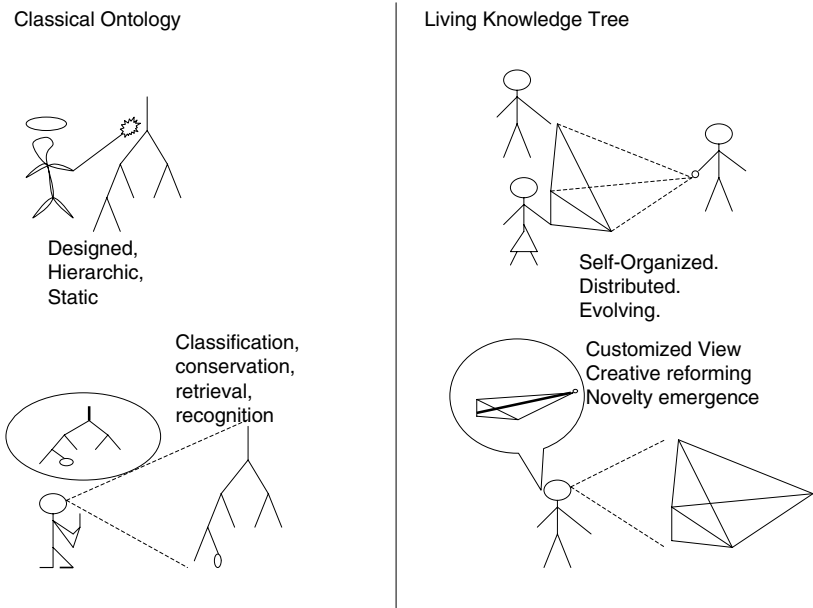 Classical Ontology
Designed,
Hierarchic,
Static
Classification,
conservation,
retrieval,
recognition
Living Knowledge Tree
Self-Organized.
Distributed.
Evolving.
Customized View
Creative reforming
Novelty emergence